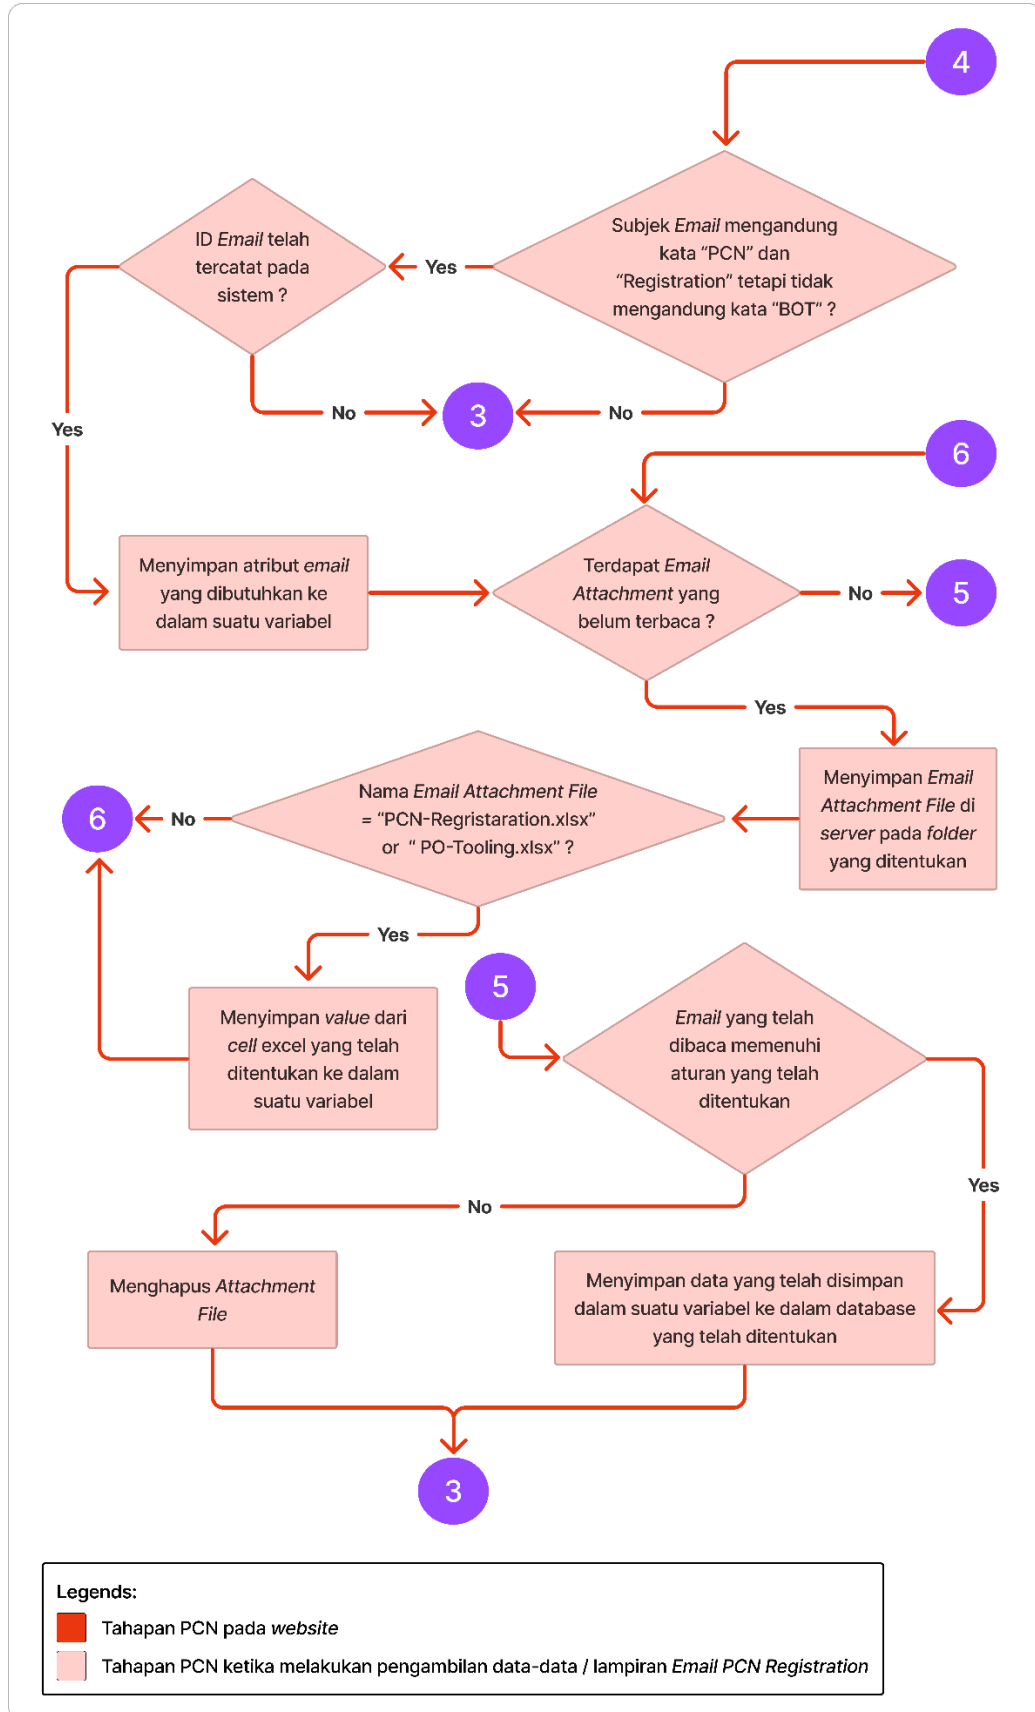 4
Subjek Email mengandung
kata “PCN” dan
“Registration” tetapi tidak
mengandung kata “BOT” ?
Yes
ID Email telah
tercatat pada
sistem ?
No
3
No
Yes
6
Menyimpan atribut email
yang dibutuhkan ke
dalam suatu variabel
Terdapat Email
Attachment yang
belum terbaca ?
No
5
Yes
Menyimpan Email
Attachment File di
server pada folder
yang ditentukan
Nama Email Attachment File
= “PCN-Regristaration.xlsx”
or “ PO-Tooling.xlsx” ?
No
6
Yes
Menyimpan value dari
cell excel yang telah
ditentukan ke dalam
suatu variabel
5
Email yang telah
dibaca memenuhi
aturan yang telah
ditentukan
Yes
No
Menghapus Attachment
File
Menyimpan data yang telah disimpan
dalam suatu variabel ke dalam database
yang telah ditentukan
3
Legends:
Tahapan PCN pada website
Tahapan PCN ketika melakukan pengambilan data-data / lampiran Email PCN Registration